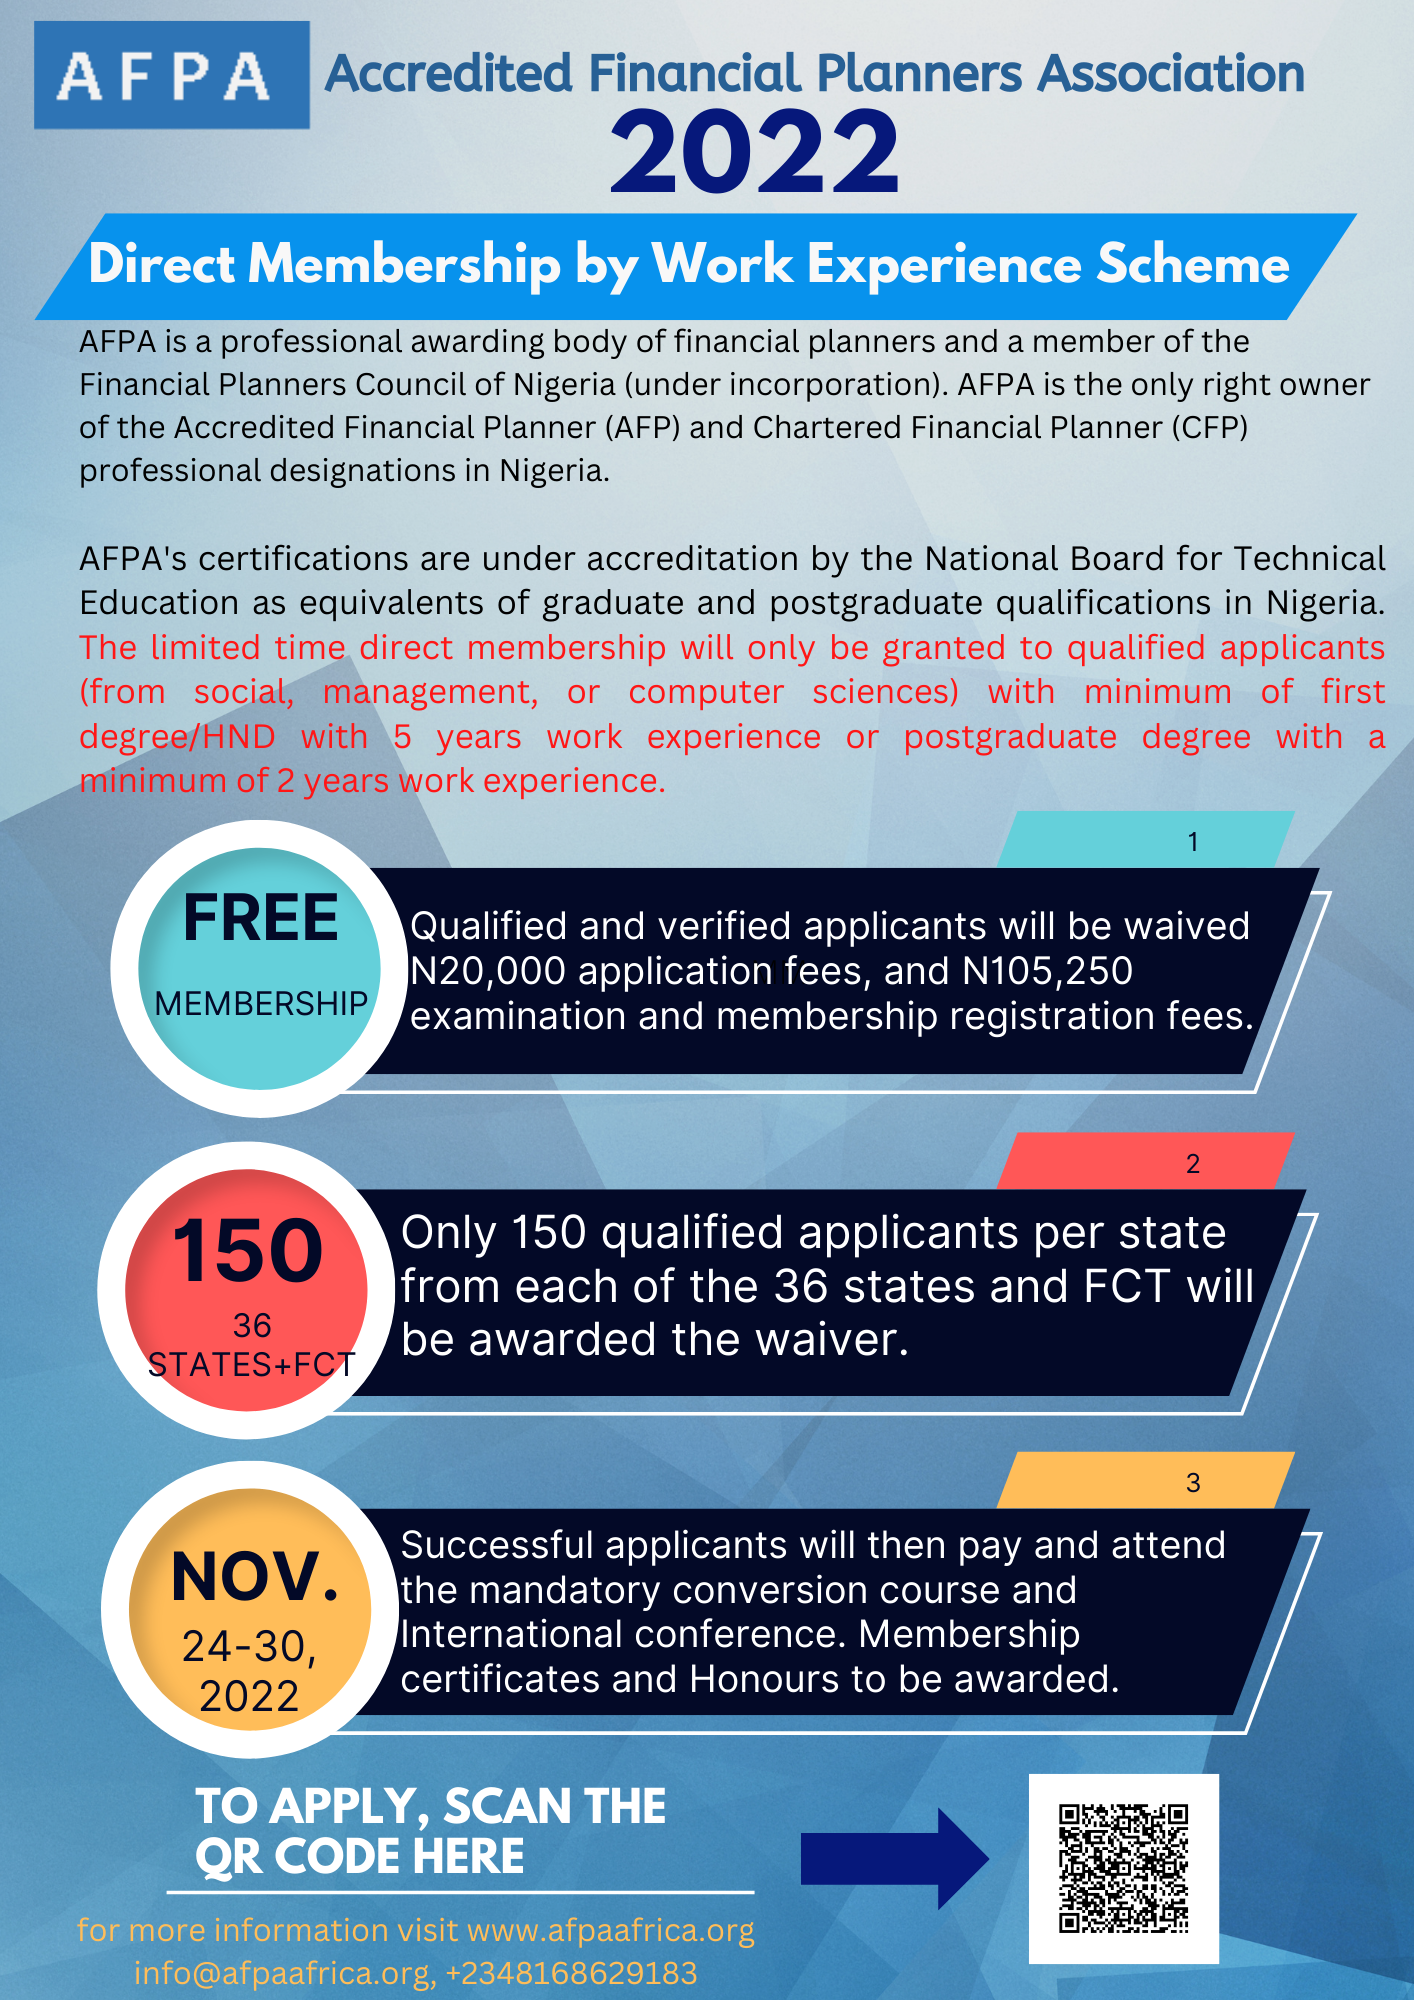 AFPA
Accredited Financial Planners Association
2022
Direct Membership by Work Experience Scheme
AFPA is a professional awarding body of financial planners and a member of the
Financial Planners Council of Nigeria (under incorporation). AFPA is the only right owner
of the Accredited Financial Planner (AFP) and Chartered Financial Planner (CFP)
professional designations in Nigeria.
AFPA's certifications are under accreditation by the National Board for Technical
Education as equivalents of graduate and postgraduate qualifications in Nigeria.
The limited time direct membership will only be granted to qualified applicants
(from social, management, or computer sciences) with minimum of first
degree/HND with 5 years work experience or postgraduate degree with a
minimum of 2 years work experience.
1
FREE
MEMBERSHIP
Qualified and verified applicants will be waived
N20,000 application fees, and N105,250
examination and membership registration fees.
2
150
36
STATES+FCT
Only 150 qualified applicants per state
from each of the 36 states and FCT will
be awarded the waiver.
3
NOV.
24-30,
2022
Successful applicants will then pay and attend
the mandatory conversion course and
International conference. Membership
certificates and Honours to be awarded.
TO APPLY, SCAN THE
QR CODE HERE
for more information visit www.afpaafrica.org
info@afpaafrica.org, +2348168629183